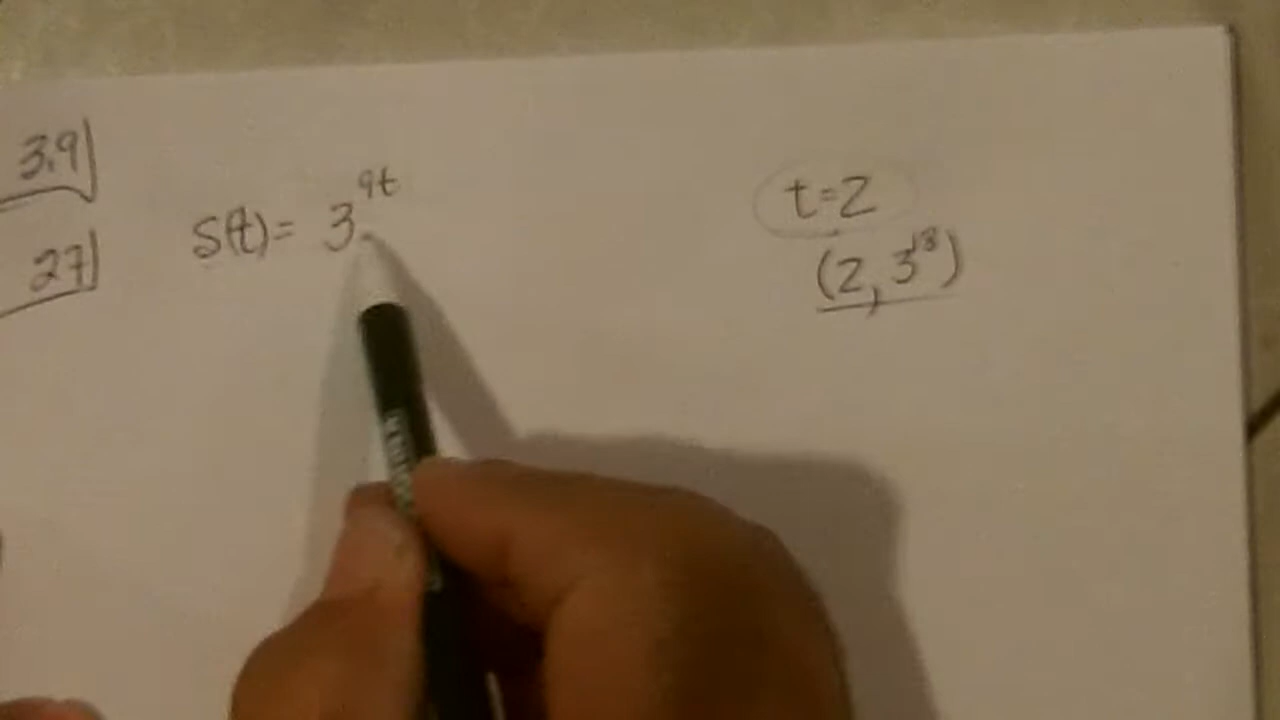 3.9
27
s(t) = 3^{9t}
t=2
(2, 3^{18})